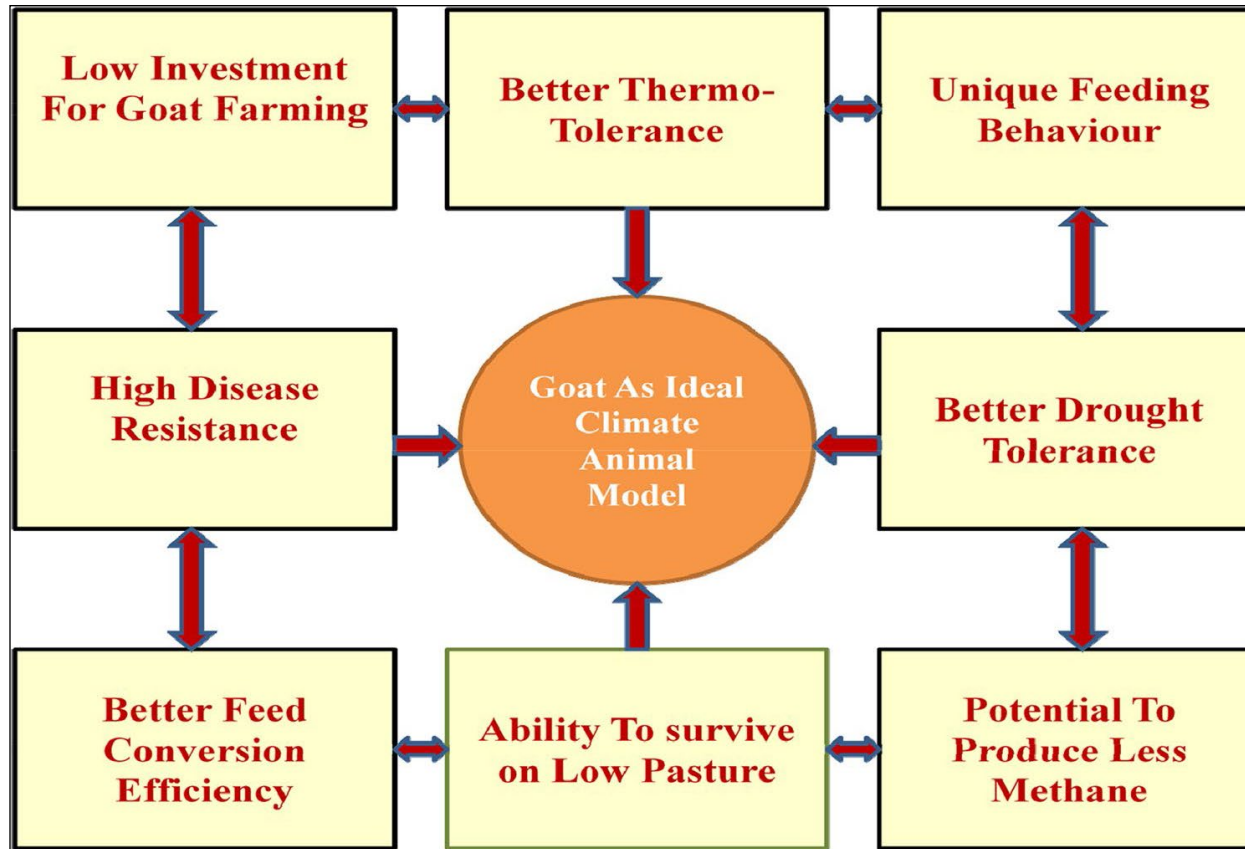 Low Investment
For Goat Farming
Better Thermo-
Tolerance
Unique Feeding
Behaviour
High Disease
Resistance
Goat As Ideal
Climate
Animal
Model
Better Drought
Tolerance
Better Feed
Conversion
Efficiency
Ability To survive
on Low Pasture
Potential To
Produce Less
Methane